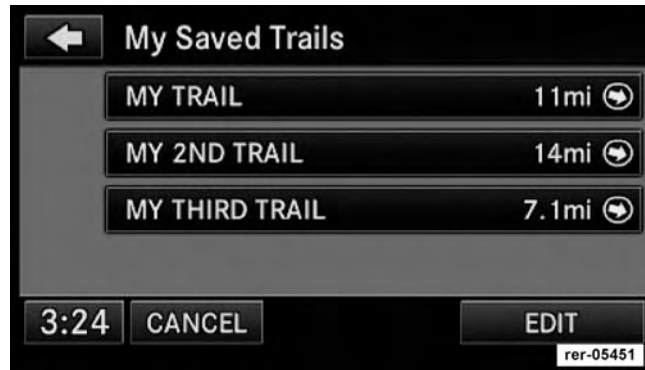 My Saved Trails
MY TRAIL 11mi
MY 2ND TRAIL 14mi
MY THIRD TRAIL 7.1mi
3:24 CANCEL EDIT
rer-05451